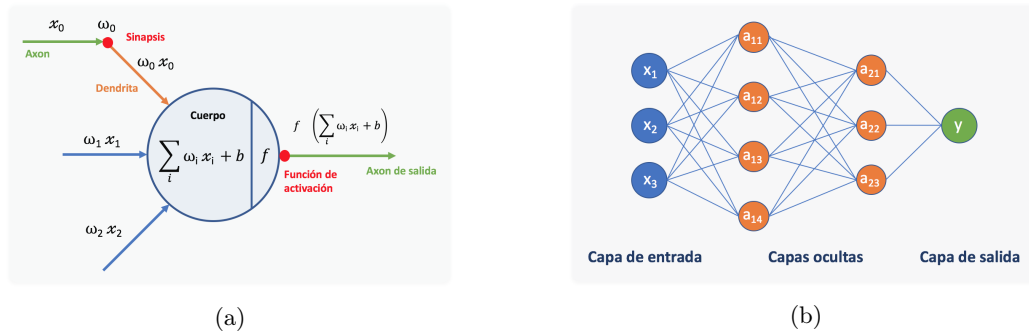 x₀ ω₀
Sinapsis
Axon
ω₀ x₀
Dendrita
Cuerpo
ω₁ x₁
∑ᵢ ωᵢ xᵢ + b
f
f (∑ᵢ ωᵢ xᵢ + b)
Axon de salida
Función de
activación
ω₂ x₂
(a)
x₁
x₂
x₃
a₁₁
a₁₂
a₁₃
a₁₄
a₂₁
a₂₂
a₂₃
y
Capa de entrada
Capas ocultas
Capa de salida
(b)